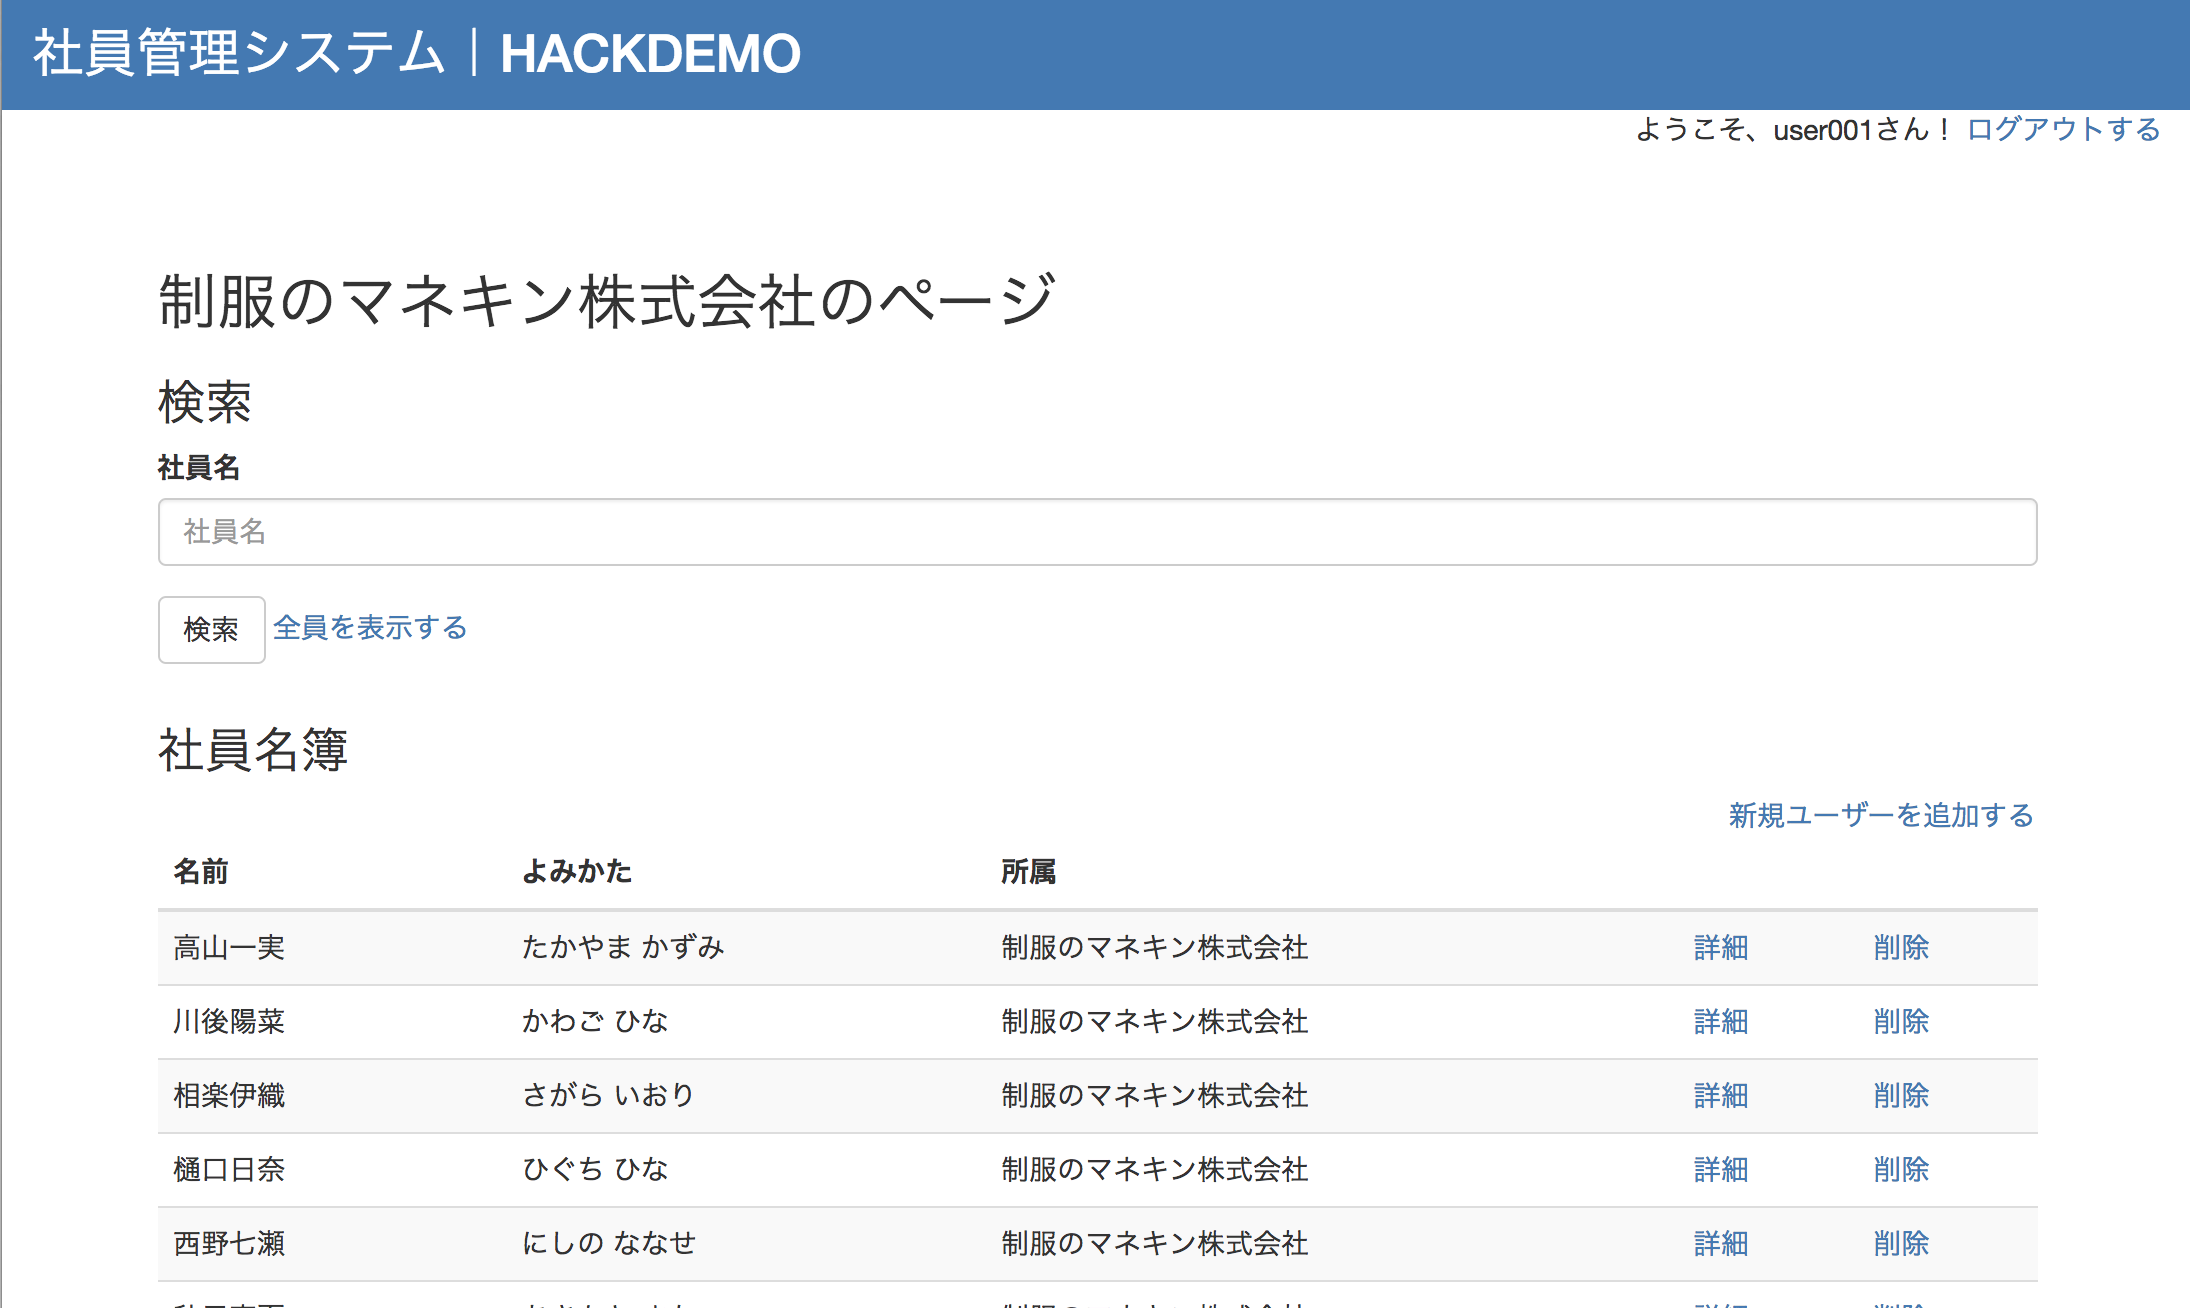 社員管理システム｜HACKDEMO
ようこそ、user001さん！ ログアウトする
制服のマネキン株式会社のページ
検索
社員名
社員名
検索 全員を表示する
社員名簿
新規ユーザーを追加する
名前 よみかた 所属
高山一実 たかやま かずみ 制服のマネキン株式会社 詳細 削除
川後陽菜 かわご ひな 制服のマネキン株式会社 詳細 削除
相楽伊織 さがら いおり 制服のマネキン株式会社 詳細 削除
樋口日奈 ひぐち ひな 制服のマネキン株式会社 詳細 削除
西野七瀬 にしの ななせ 制服のマネキン株式会社 詳細 削除